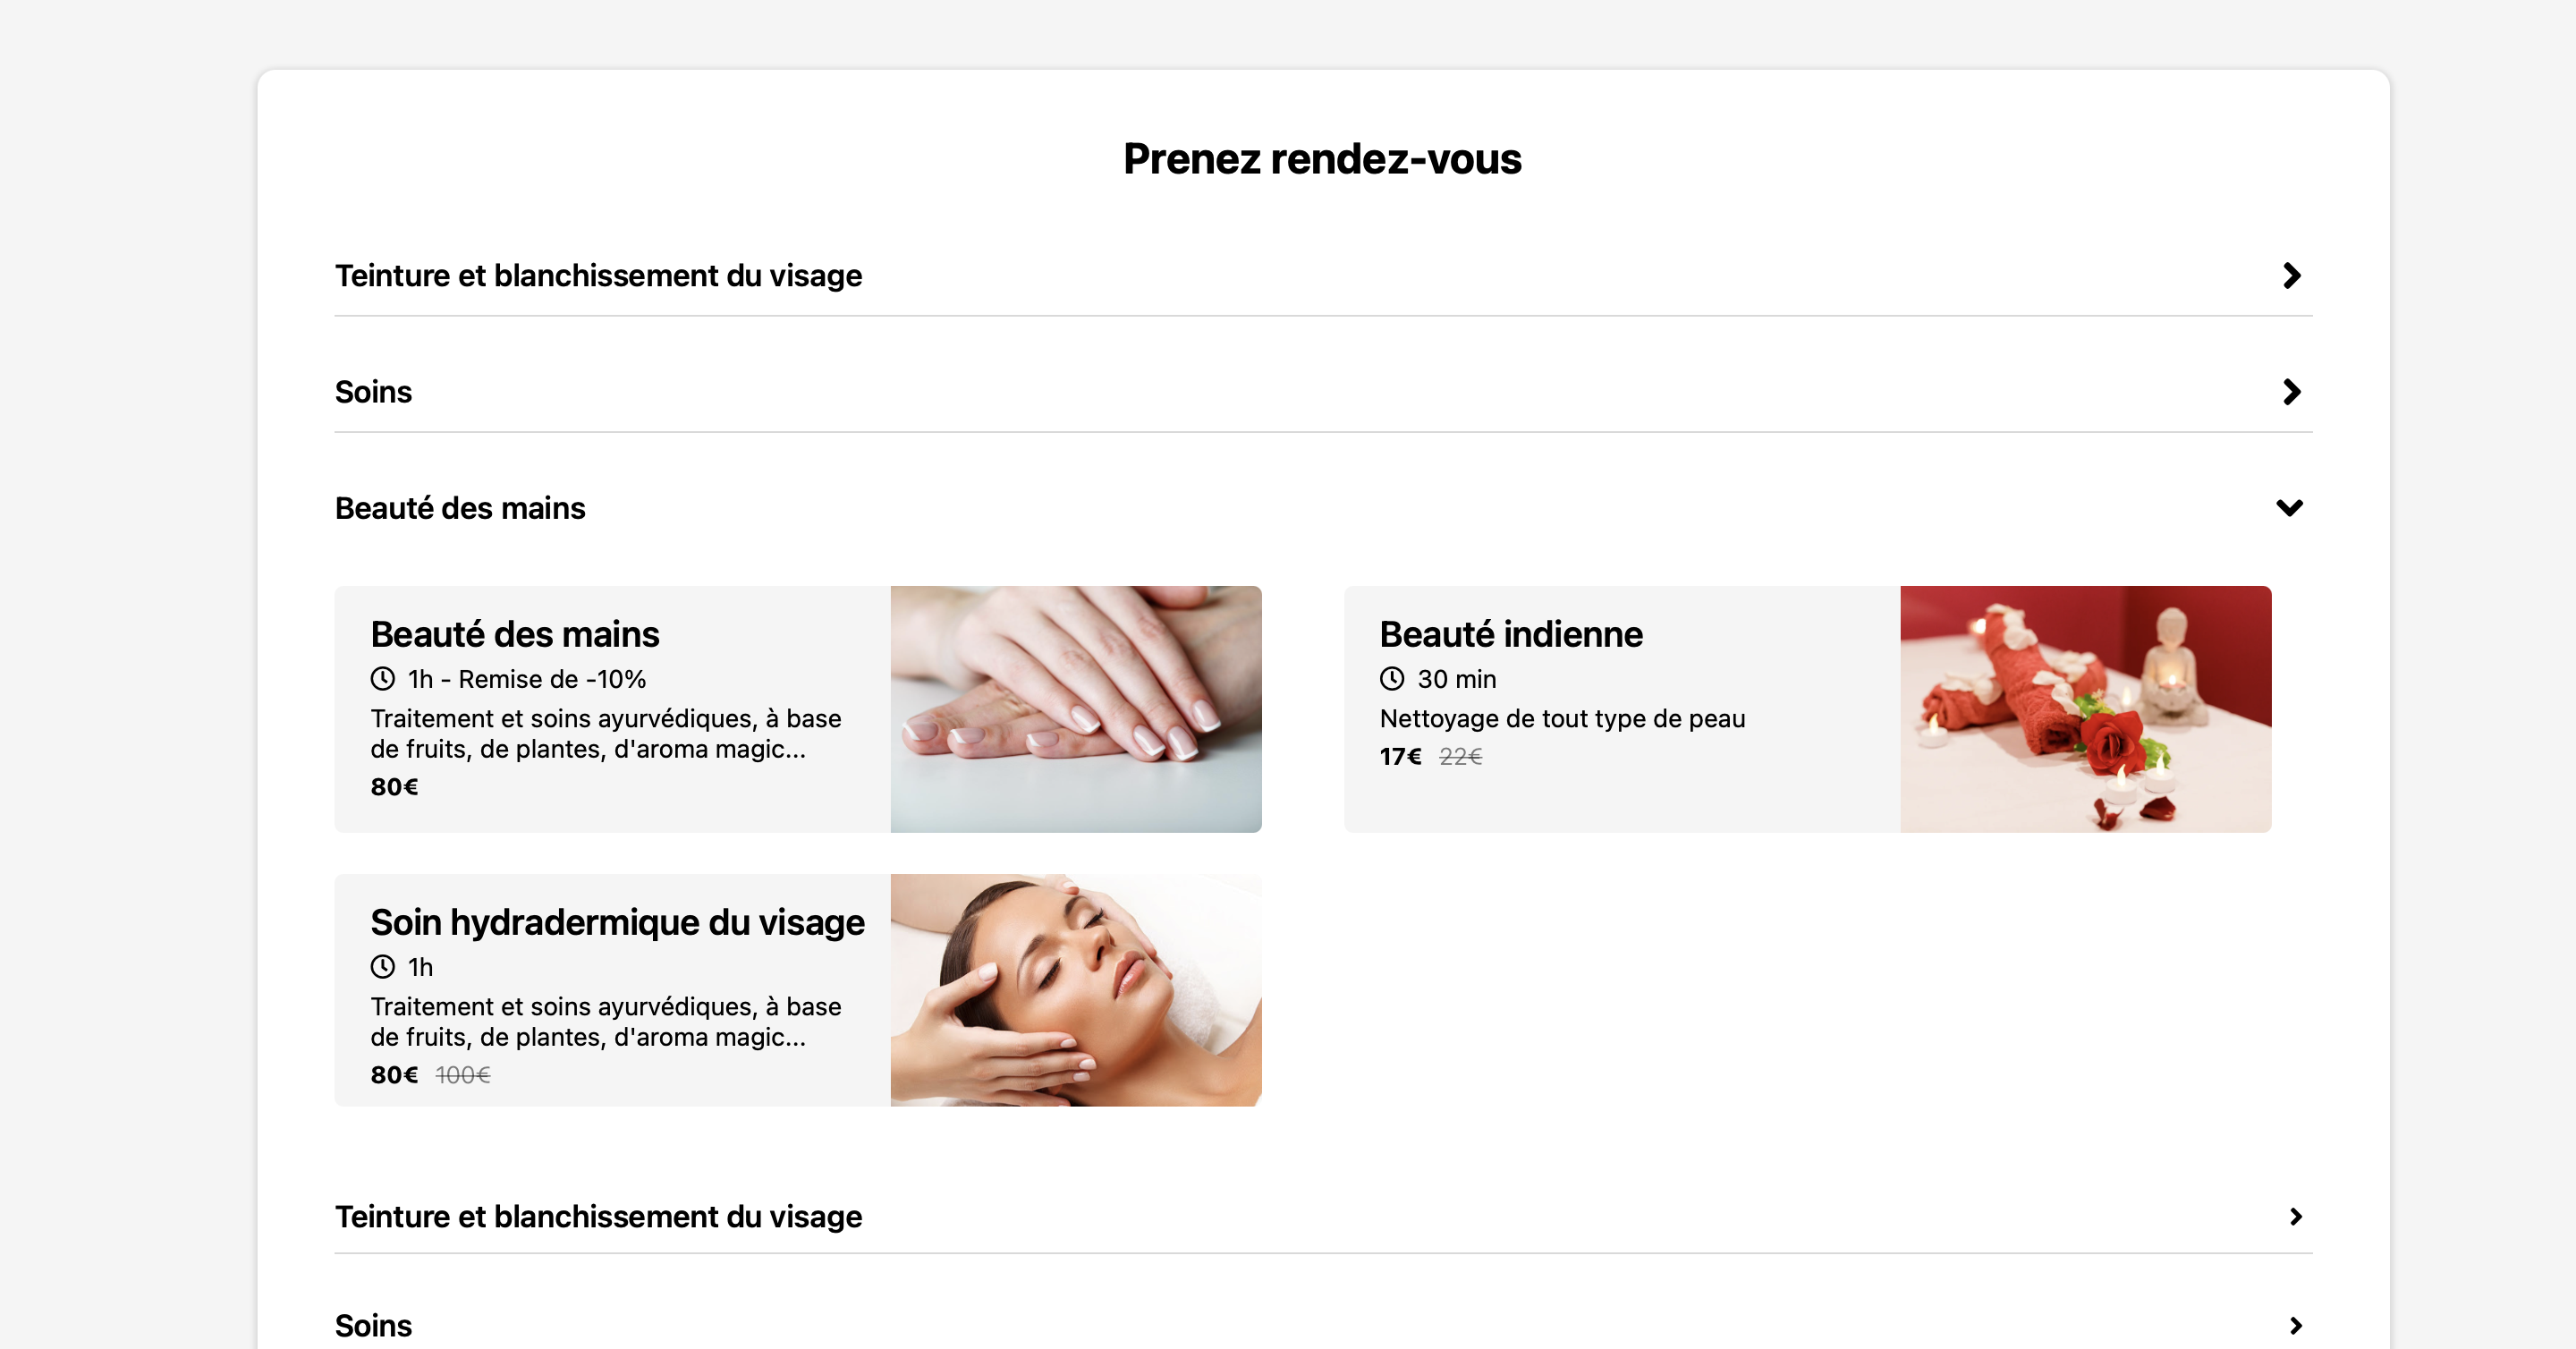 Prenez rendez-vous
Teinture et blanchissement du visage
Soins
Beauté des mains
Beauté des mains
1h - Remise de -10%
Traitement et soins ayurvédiques, à base
de fruits, de plantes, d'aroma magic...
80€
Beauté indienne
30 min
Nettoyage de tout type de peau
17€ 22€
Soin hydradermique du visage
1h
Traitement et soins ayurvédiques, à base
de fruits, de plantes, d'aroma magic...
80€ 100€
Teinture et blanchissement du visage
Soins